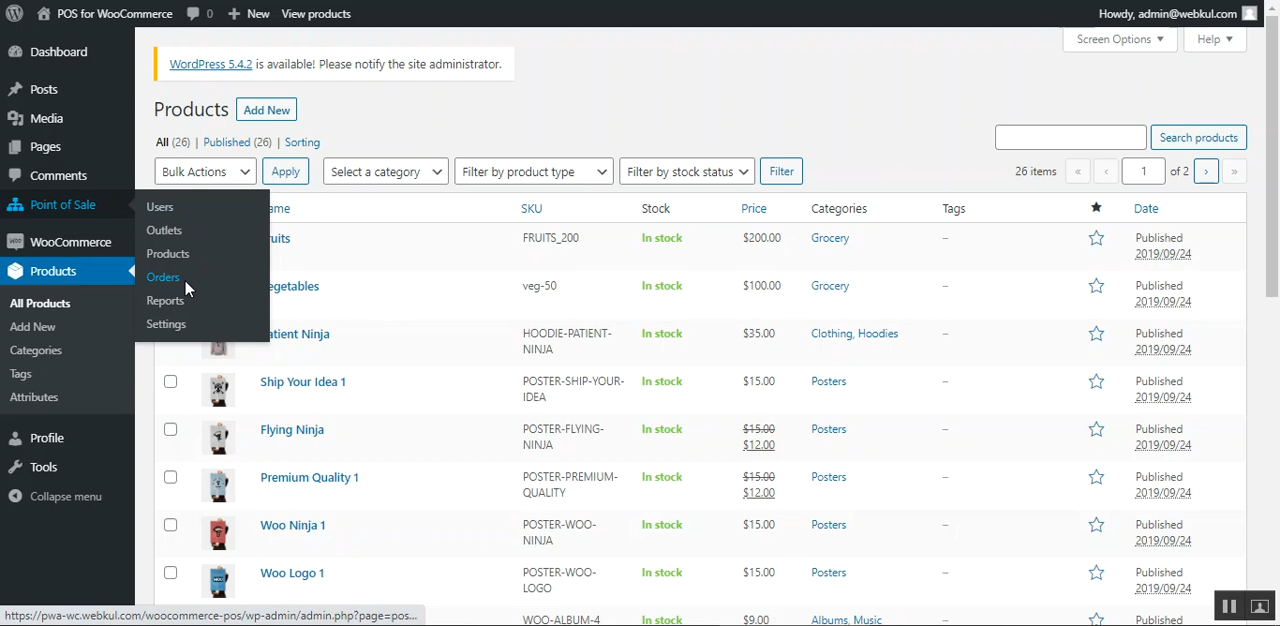 POS for WooCommerce 0 New View products Howdy, admin@webkul.com
Screen Options Help
Dashboard
Posts
Media
Pages
Comments
Point of Sale
WooCommerce
Products
All Products
Add New
Categories
Tags
Attributes
Profile
Tools
Collapse menu
Users
Outlets
Products
Orders
Reports
Settings
WordPress 5.4.2 is available! Please notify the site administrator.
Products Add New
All (26) | Published (26) | Sorting
Search products
Bulk Actions Apply Select a category Filter by product type Filter by stock status Filter 26 items « ‹ 1 of 2 › »
ame SKU Stock Price Categories Tags Date
uits FRUITS_200 In stock $200.00 Grocery – Published
2019/09/24
egetables veg-50 In stock $100.00 Grocery – Published
2019/09/24
atient Ninja HOODIE-PATIENT- In stock $35.00 Clothing, Hoodies – Published
NINJA 2019/09/24
Ship Your Idea 1 POSTER-SHIP-YOUR- In stock $15.00 Posters – Published
IDEA 2019/09/24
Flying Ninja POSTER-FLYING- In stock $15.00 Posters – Published
NINJA $12.00 2019/09/24
Premium Quality 1 POSTER-PREMIUM- In stock $15.00 Posters – Published
QUALITY $12.00 2019/09/24
Woo Ninja 1 POSTER-WOO- In stock $15.00 Posters – Published
NINJA 2019/09/24
Woo Logo 1 POSTER-WOO- In stock $15.00 Posters – Published
LOGO 2019/09/24
WOO-ALBUM-4 In stock $9.00 Albums, Music – Published
https://pwa-wc.webkul.com/woocommerce-pos/wp-admin/admin.php?page=pos...